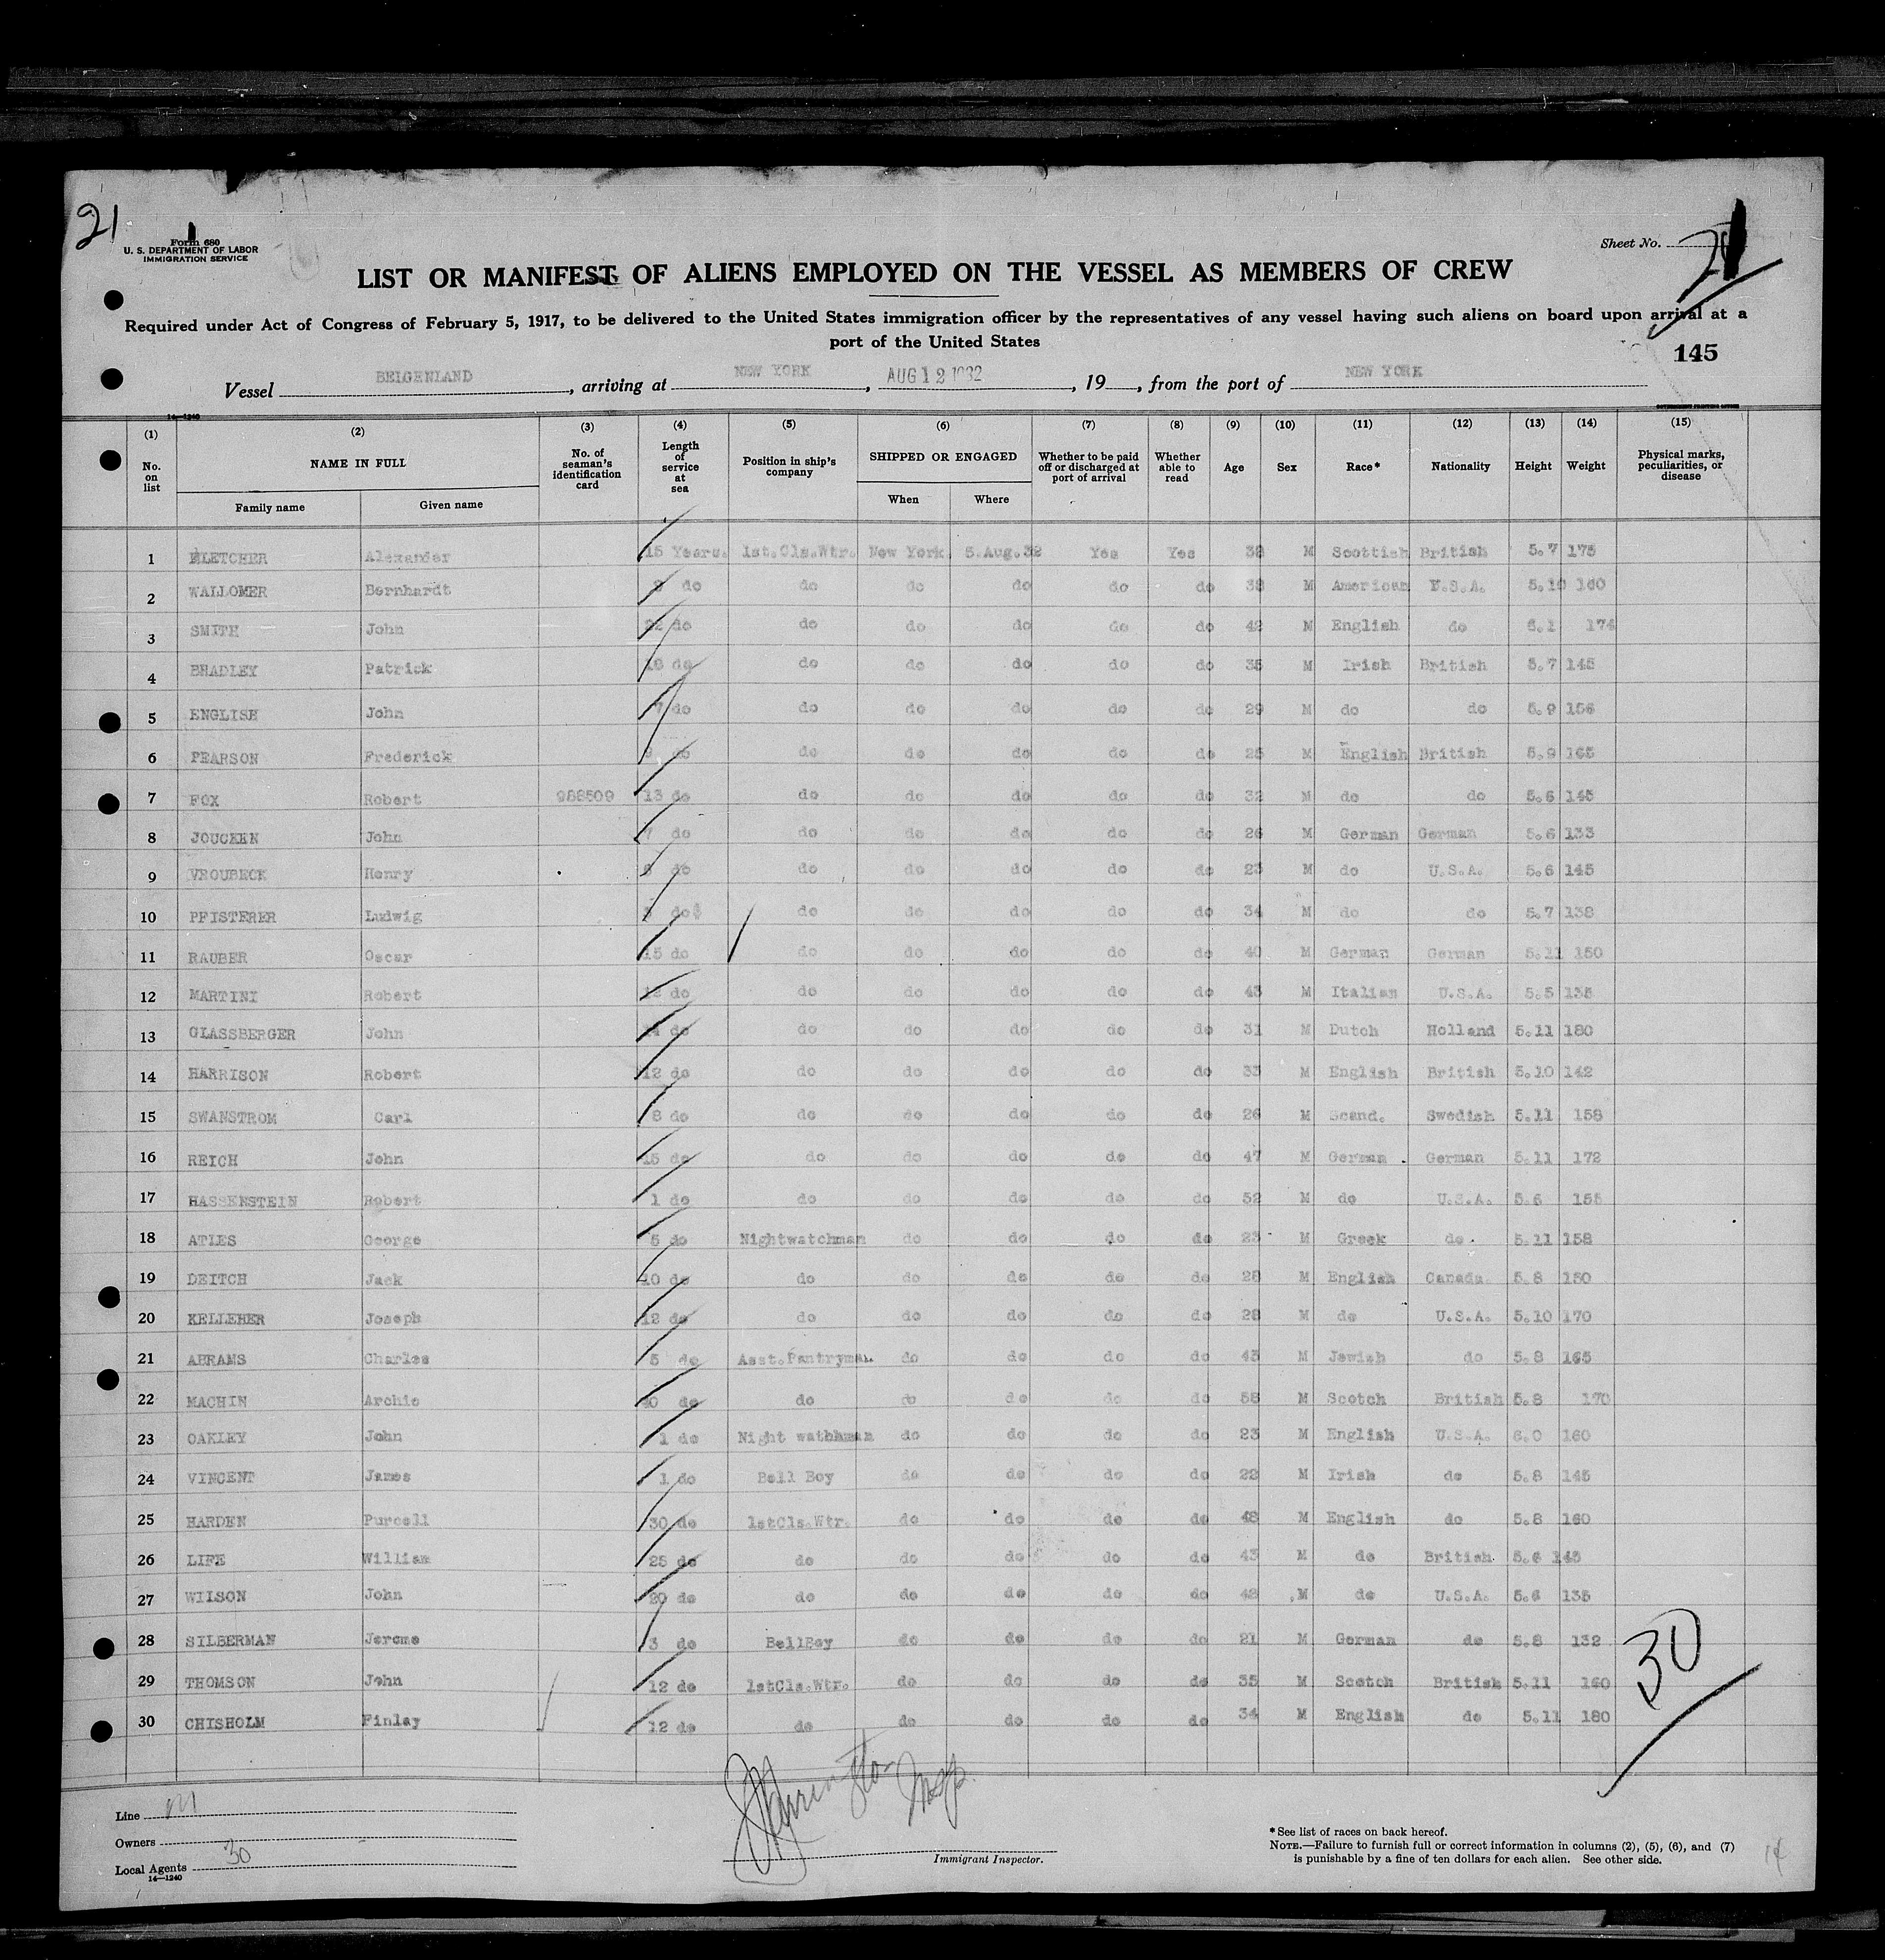 21
Form 680
U. S. DEPARTMENT OF LABOR
IMMIGRATION SERVICE
Sheet No.
LIST OR MANIFEST OF ALIENS EMPLOYED ON THE VESSEL AS MEMBERS OF CREW
Required under Act of Congress of February 5, 1917, to be delivered to the United States immigration officer by the representatives of any vessel having such aliens on board upon arrival at a
port of the United States
145
Vessel BELGENLAND, arriving at NEW YORK, AUG 12 1932, 19, from the port of NEW YORK
14—1240
(1) (2) (3) (4) (5) (6) (7) (8) (9) (10) (11) (12) (13) (14) (15)
No. on list NAME IN FULL No. of seaman's identification card Length of service at sea Position in ship's company SHIPPED OR ENGAGED Whether to be paid off or discharged at port of arrival Whether able to read Age Sex Race* Nationality Height Weight Physical marks, peculiarities, or disease
Family name Given name When Where
1 FLETCHER Alexander 15 Years. 1st.Cls.Wtr. New York 5.Aug.32 Yes Yes 38 M Scottish British 5.7 175
2 WALLOMER Bernhardt do do do do do do 38 M American U.S.A. 5.10 160
3 SMITH John 22 do do do do do do 42 M English do 6.1 174
4 BRADLEY Patrick 18 do do do do do do 35 M Irish British 5.7 145
5 ENGLISH John 7 do do do do do do 29 M do do 5.9 156
6 PEARSON Frederick do do do do do do 25 M English British 5.9 165
7 FOX Robert 988509 13 do do do do do do 32 M do do 5.6 145
8 JOUCKEN John 7 do do do do do do 26 M German German 5.6 133
9 VROUBECK Henry do do do do do do 23 M do U.S.A. 5.6 145
10 PFISTERER Ludwig do do do do do do 34 M do do 5.7 138
11 RAUBER Oscar 15 do do do do do do 40 M German German 5.11 150
12 MARTINI Robert 12 do do do do do do 43 M Italian U.S.A. 5.5 135
13 GLASSBERGER John 14 do do do do do do 31 M Dutch Holland 5.11 180
14 HARRISON Robert 12 do do do do do do 33 M English British 5.10 142
15 SWANSTROM Carl 8 do do do do do do 26 M Scand. Swedish 5.11 158
16 REICH John 15 do do do do do do 47 M German German 5.11 172
17 HASSENSTEIN Robert 1 do do do do do do 52 M do U.S.A. 5.6 155
18 ATLES George 5 do Nightwatchman do do do do 23 M Greek do 5.11 158
19 DEITCH Jack 10 do do do do do do 28 M English Canada 5.8 150
20 KELLEHER Joseph 12 do do do do do do 28 M do U.S.A. 5.10 170
21 ABRAMS Charles 5 do Asst.Pantryman. do do do do 45 M Jewish do 5.8 165
22 MACHIN Archie 40 do do do do do do 58 M Scotch British 5.8 170
23 OAKLEY John 1 do Night watbhman do do do do 23 M English U.S.A. 6.0 160
24 VINCENT James 1 do Bell Boy do do do do 22 M Irish do 5.8 145
25 HARDEN Purcell 30 do 1stCls.Wtr. do do do do 48 M English do 5.8 160
26 LIFE William 25 do do do do do do 43 M do British 5.6 145
27 WILSON John 20 do do do do do do 42 M do U.S.A. 5.6 135
28 SILBERMAN Jerome 3 do BellBoy do do do do 21 M German do 5.8 132
29 THOMSON John 12 do 1stCls.Wtr. do do do do 35 M Scotch British 5.11 160
30 CHISHOLM Finlay 12 do do do do do do 34 M English do 5.11 180
30
Line
Owners
Local Agents 30
14—1240
Insp.
Immigrant Inspector.
*See list of races on back hereof.
NOTE.—Failure to furnish full or correct information in columns (2), (5), (6), and (7)
is punishable by a fine of ten dollars for each alien. See other side.
14